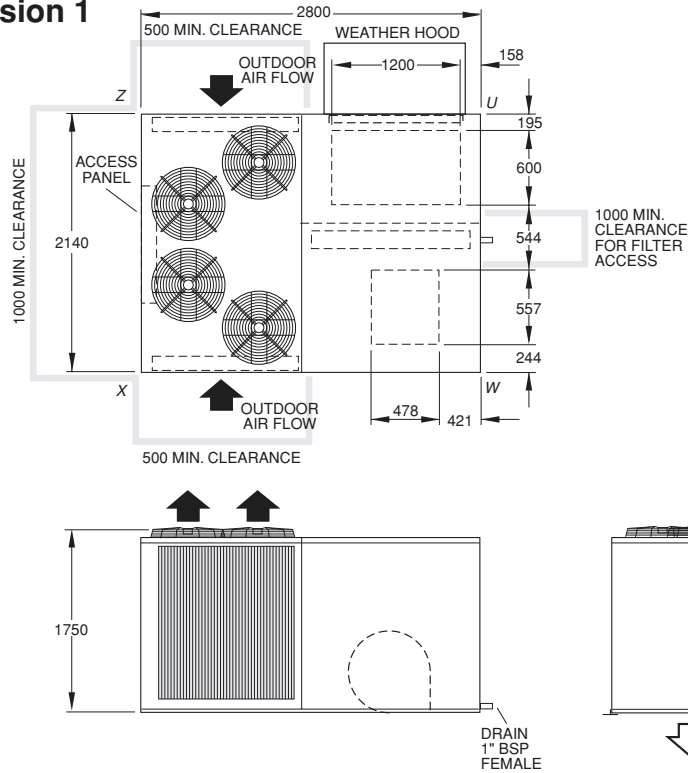 sion 1
2800
500 MIN. CLEARANCE
WEATHER HOOD
158
OUTDOOR
AIR FLOW
1200
Z
U
195
ACCESS
PANEL
600
1000 MIN. CLEARANCE
2140
544
1000 MIN.
CLEARANCE
FOR FILTER
ACCESS
557
244
X
W
OUTDOOR
AIR FLOW
478
421
500 MIN. CLEARANCE
1750
DRAIN
1" BSP
FEMALE